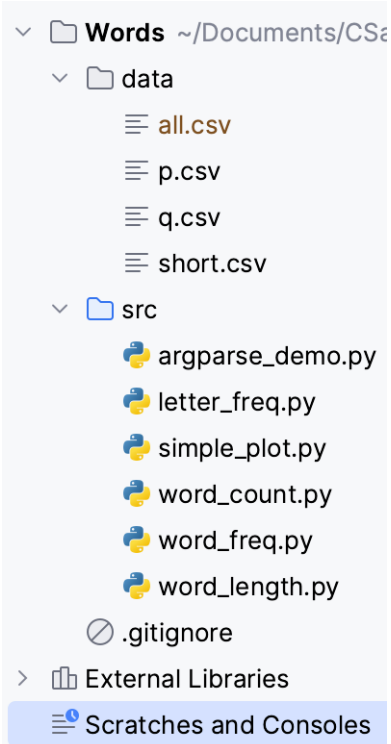 Words ~/Documents/CSa
data
all.csv
p.csv
q.csv
short.csv
src
argparse_demo.py
letter_freq.py
simple_plot.py
word_count.py
word_freq.py
word_length.py
.gitignore
External Libraries
Scratches and Consoles